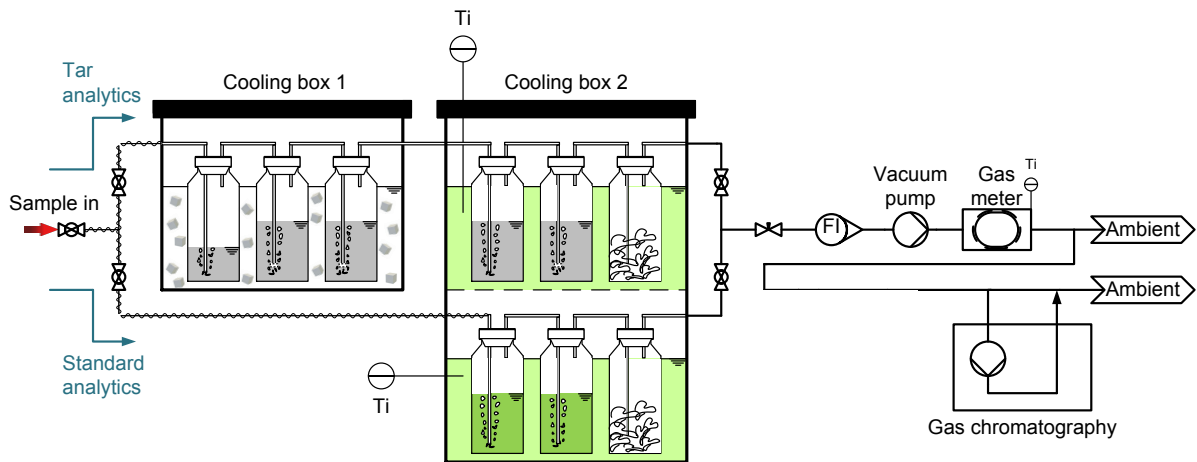 Ti
Cooling box 1
Cooling box 2
Tar
analytics
Sample in
Standard
analytics
Ti
Vacuum
pump
Gas
meter
Ti
FI
Ambient
Ambient
Gas chromatography